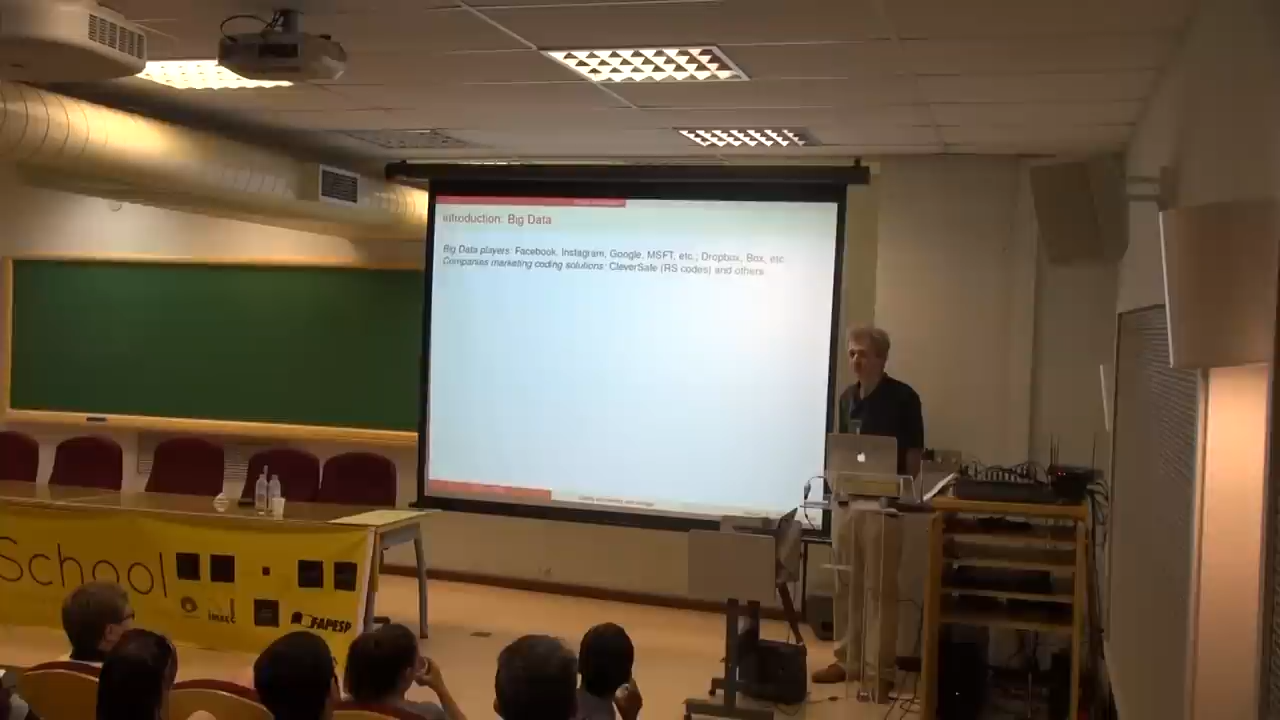 introduction: Big Data
Big Data players: Facebook, Instagram, Google, MSFT, etc.; Dropbox, Box, etc
Companies marketing coding solutions: CleverSafe (RS codes) and others
School
imecc
FAPESP